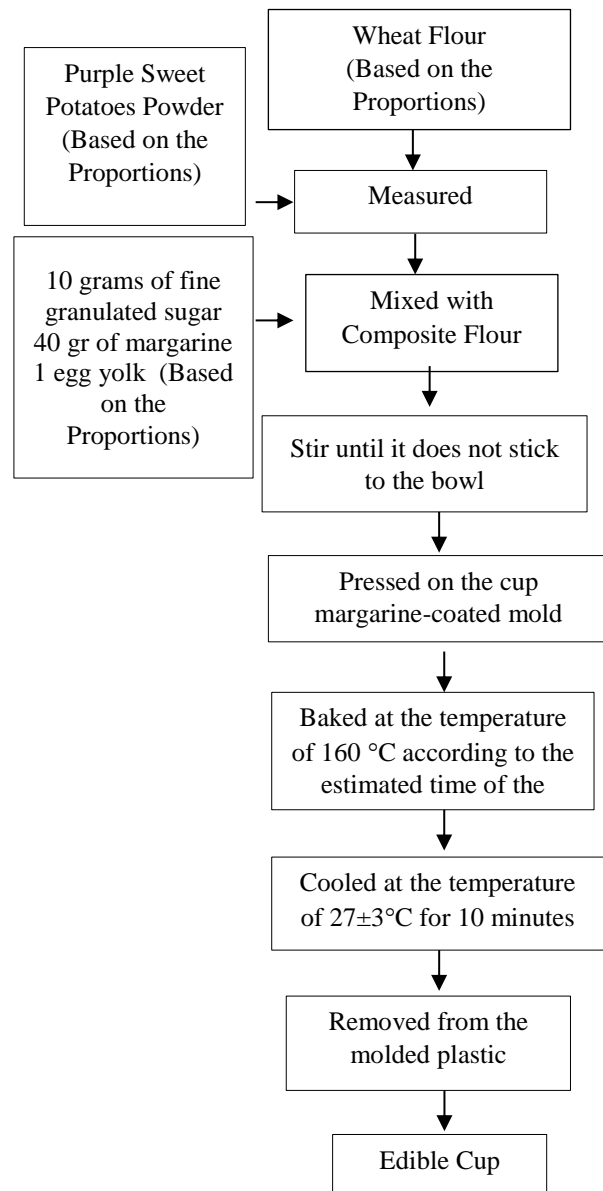 Wheat Flour
(Based on the
Proportions)
Purple Sweet
Potatoes Powder
(Based on the
Proportions)
Measured
10 grams of fine
granulated sugar
40 gr of margarine
1 egg yolk (Based
on the
Proportions)
Mixed with
Composite Flour
Stir until it does not stick
to the bowl
Pressed on the cup
margarine-coated mold
Baked at the temperature
of 160 °C according to the
estimated time of the
Cooled at the temperature
of 27±3°C for 10 minutes
Removed from the
molded plastic
Edible Cup